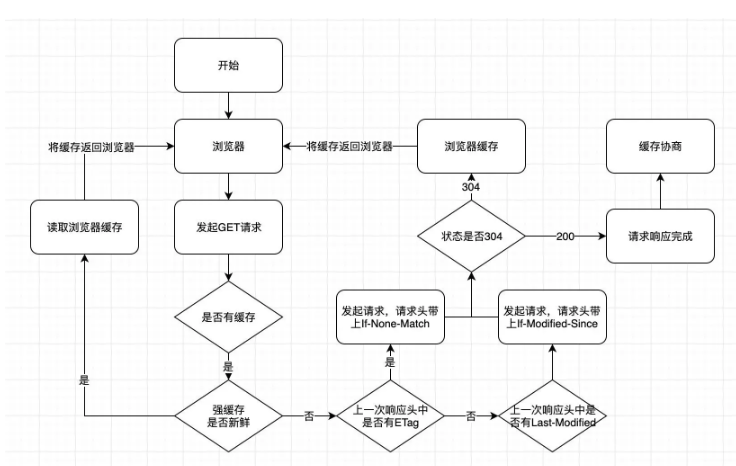 开始
将缓存返回浏览器
浏览器
将缓存返回浏览器
浏览器缓存
缓存协商
304
读取浏览器缓存
发起GET请求
状态是否304
200
请求响应完成
是否有缓存
发起请求，请求头带
上If-None-Match
发起请求，请求头带
上If-Modified-Since
是
是
是
强缓存
是否新鲜
否
上一次响应头中
是否有ETag
否
上一次响应头中是
否有Last-Modified